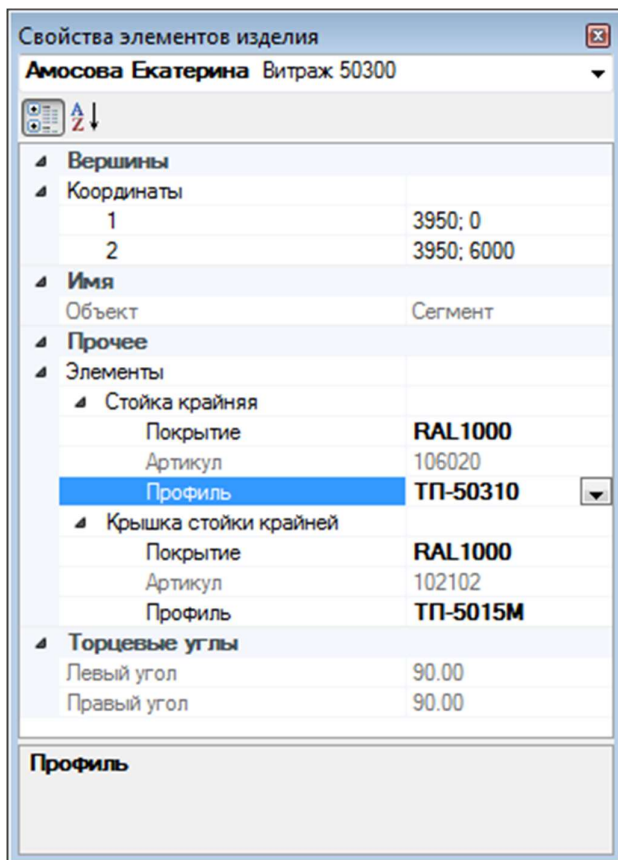 Свойства элементов изделия
Амосова Екатерина Витраж 50300
A Z
Вершины
Координаты
1 3950; 0
2 3950; 6000
Имя
Объект Сегмент
Прочее
Элементы
Стойка крайняя
Покрытие RAL1000
Артикул 106020
Профиль ТП-50310
Крышка стойки крайней
Покрытие RAL1000
Артикул 102102
Профиль ТП-5015М
Торцевые углы
Левый угол 90.00
Правый угол 90.00
Профиль